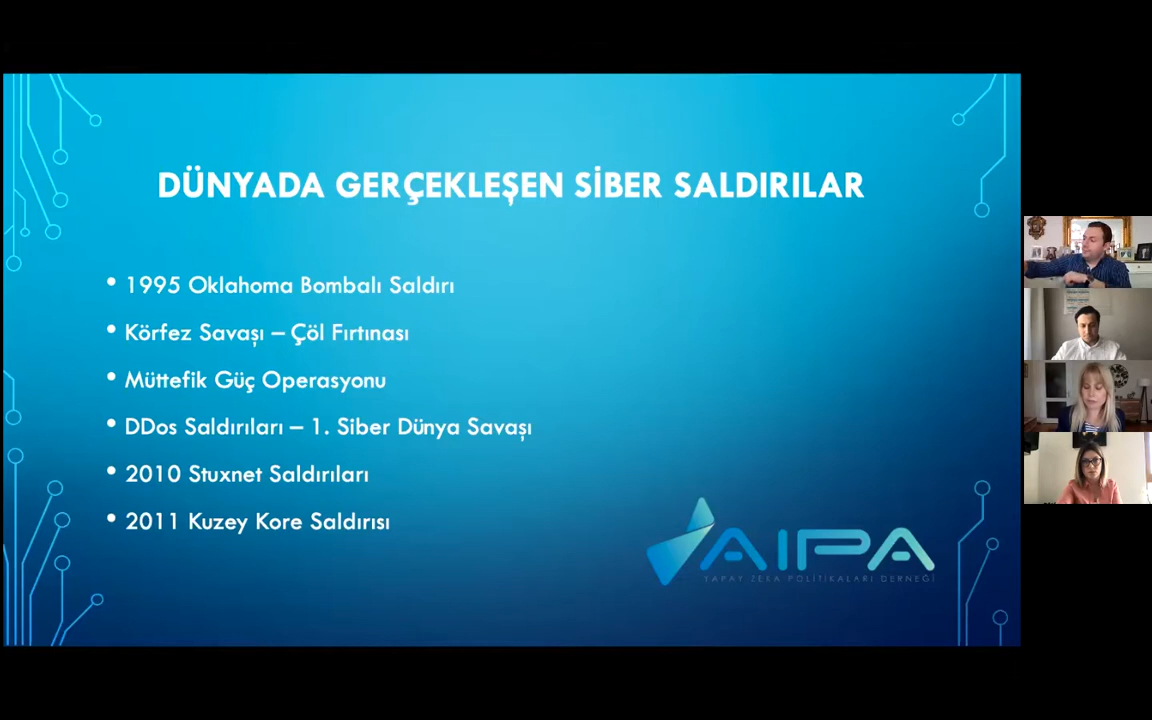 DÜNYADA GERÇEKLEŞEN SİBER SALDIRILAR
• 1995 Oklahoma Bombalı Saldırı
• Körfez Savaşı – Çöl Fırtınası
• Müttefik Güç Operasyonu
• DDos Saldırıları – 1. Siber Dünya Savaşı
• 2010 Stuxnet Saldırıları
• 2011 Kuzey Kore Saldırısı
AIPA
YAPAY ZEKA POLİTİKALARI DERNEĞİ